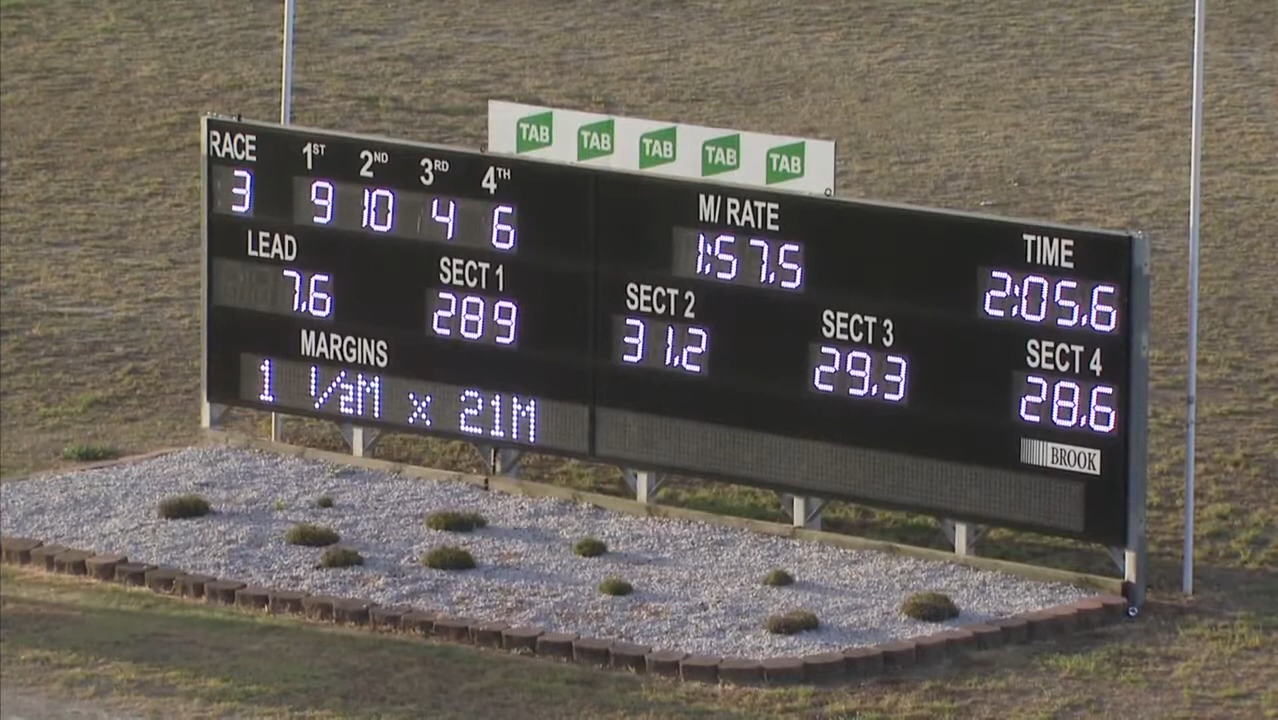 TAB TAB TAB TAB TAB
RACE 1ST 2ND 3RD 4TH
3 9 10 4 6
M/ RATE
1:57.5
TIME
2:05.6
LEAD
7.6
SECT 1
289
SECT 2
31.2
SECT 3
29.3
SECT 4
28.6
MARGINS
1 1/2M x 21M
BROOK